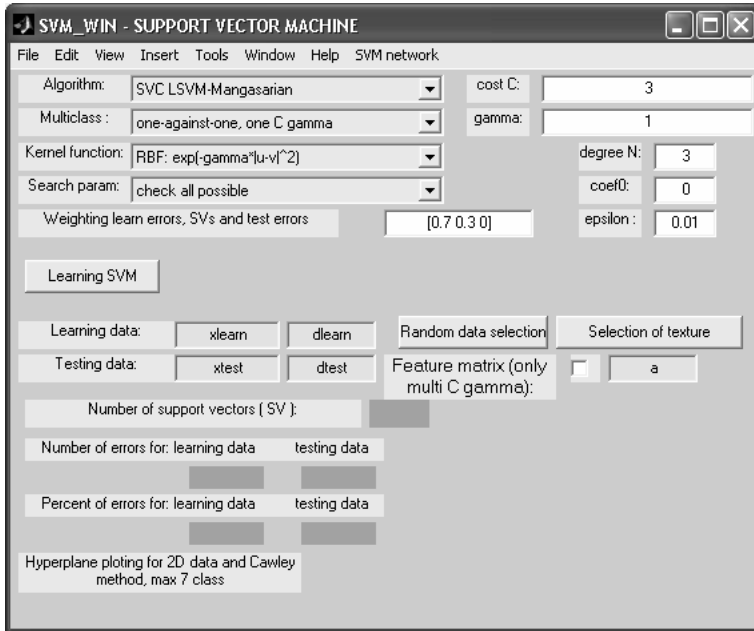 SVM_WIN - SUPPORT VECTOR MACHINE
File Edit View Insert Tools Window Help SVM network
Algorithm: SVC LSVM-Mangasarian cost C: 3
Multiclass : one-against-one, one C gamma gamma: 1
Kernel function: RBF: exp(-gamma*|u-v|^2) degree N: 3
Search param: check all possible coef0: 0
Weighting learn errors, SVs and test errors [0.7 0.3 0] epsilon : 0.01
Learning SVM
Learning data: xlearn dlearn Random data selection Selection of texture
Testing data: xtest dtest Feature matrix (only multi C gamma): a
Number of support vectors ( SV ):
Number of errors for: learning data testing data
Percent of errors for: learning data testing data
Hyperplane ploting for 2D data and Cawley
method, max 7 class